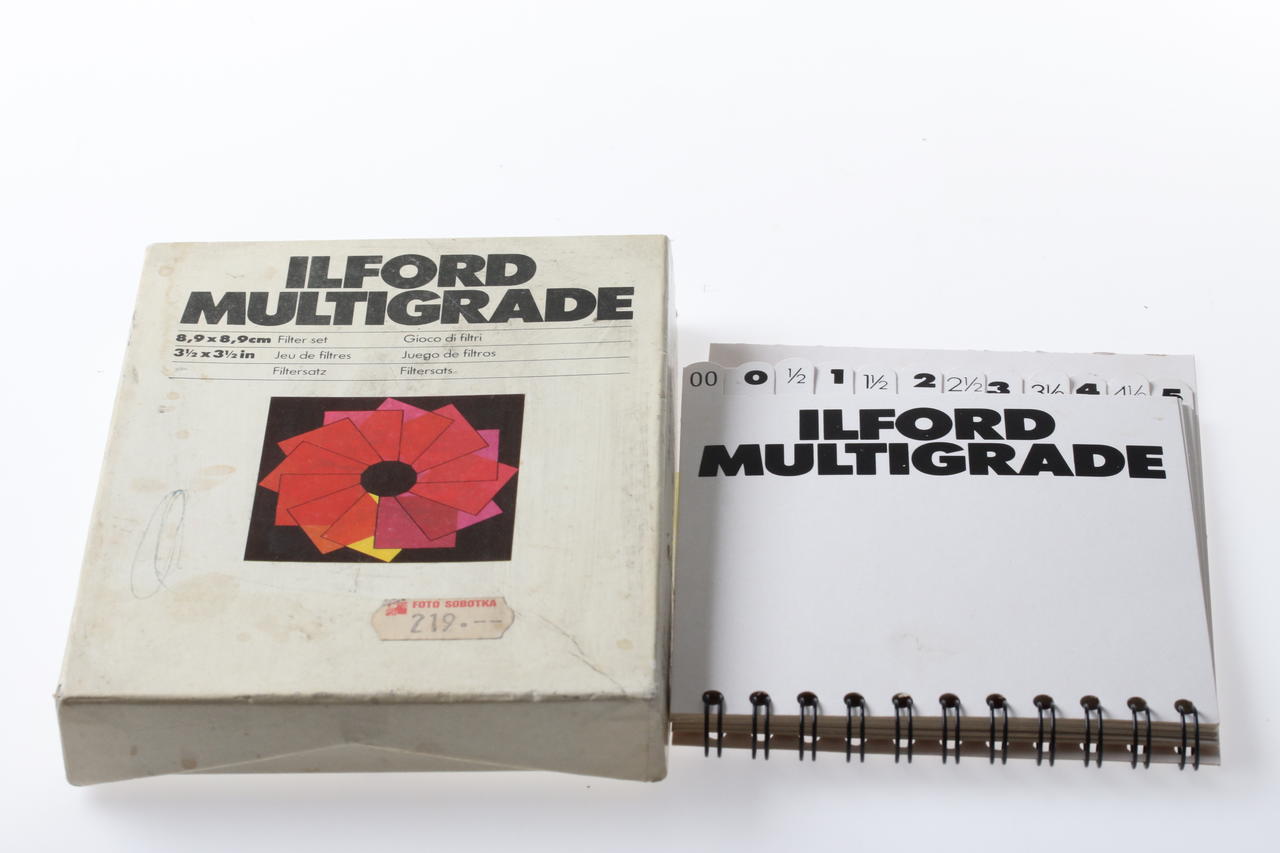 ILFORD
MULTIGRADE
8,9 x 8,9cm Filter set Gioco di filtri
3½ x 3½ in Jeu de filtres Juego de filtros
Filtersatz Filtersats
FOTO SOBOTKA
219.--
00 0 ½ 1 1½ 2 2½ 3 3½ 4 4½ 5
ILFORD
MULTIGRADE